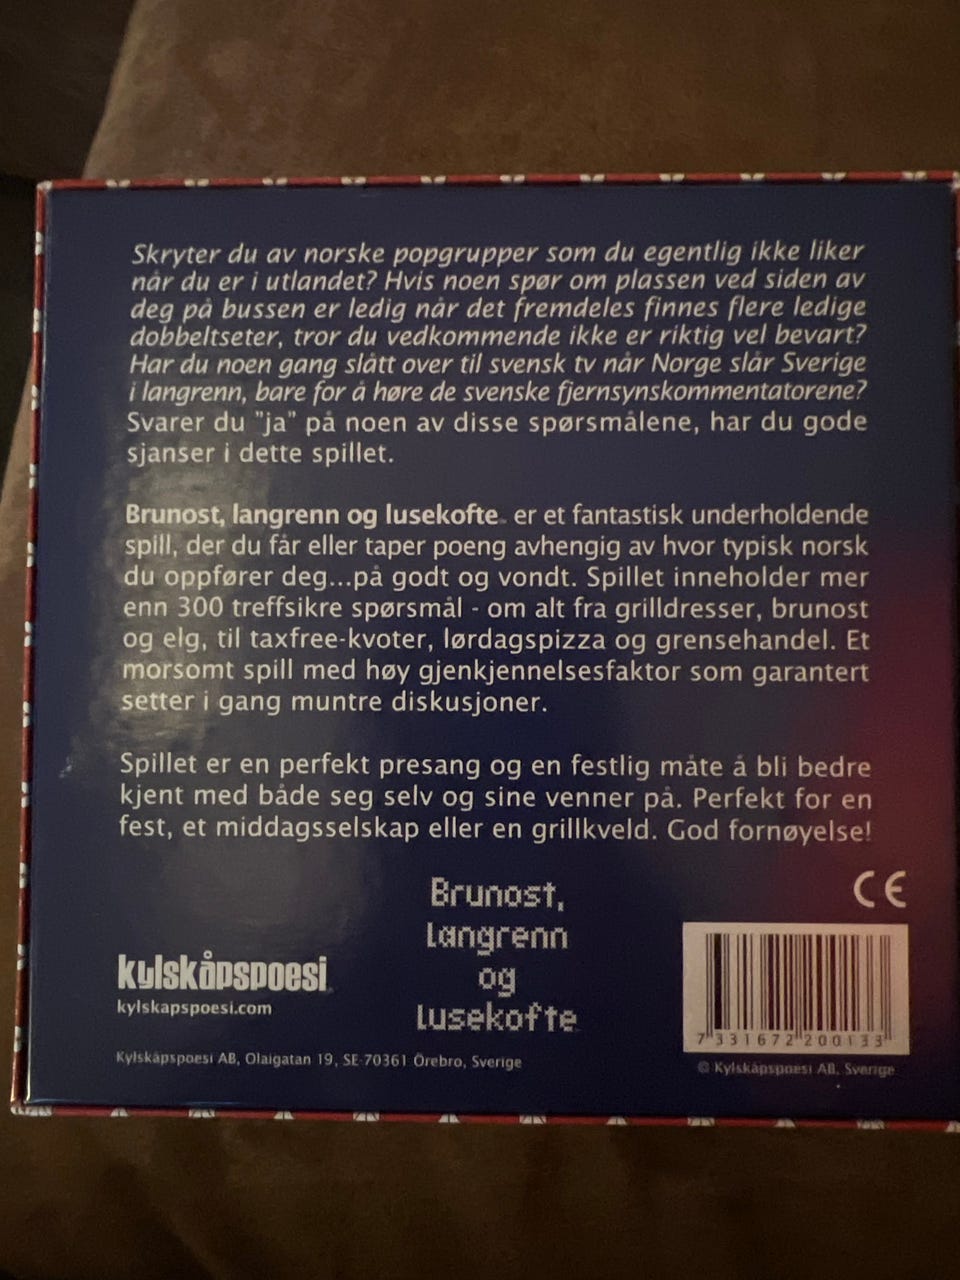 Skryter du av norske popgrupper som du egentlig ikke liker
når du er i utlandet? Hvis noen spør om plassen ved siden av
deg på bussen er ledig når det fremdeles finnes flere ledige
dobbeltseter, tror du vedkommende ikke er riktig vel bevart?
Har du noen gang slått over til svensk tv når Norge slår Sverige
i langrenn, bare for å høre de svenske fjernsynskommentatorene?
Svarer du "ja" på noen av disse spørsmålene, har du gode
sjanser i dette spillet.
Brunost, langrenn og lusekofte er et fantastisk underholdende
spill, der du får eller taper poeng avhengig av hvor typisk norsk
du oppfører deg...på godt og vondt. Spillet inneholder mer
enn 300 treffsikre spørsmål - om alt fra grilldresser, brunost
og elg, til taxfree-kvoter, lørdagspizza og grensehandel. Et
morsomt spill med høy gjenkjennelsesfaktor som garantert
setter i gang muntre diskusjoner.
Spillet er en perfekt presang og en festlig måte å bli bedre
kjent med både seg selv og sine venner på. Perfekt for en
fest, et middagsselskap eller en grillkveld. God fornøyelse!
CE
Brunost,
langrenn
og
lusekofte
kylskåpspoesi
kylskapspoesi.com
Kylskåpspoesi AB, Olaigatan 19, SE-70361 Örebro, Sverige
7 331672 200133
© Kylskåpspoesi AB, Sverige